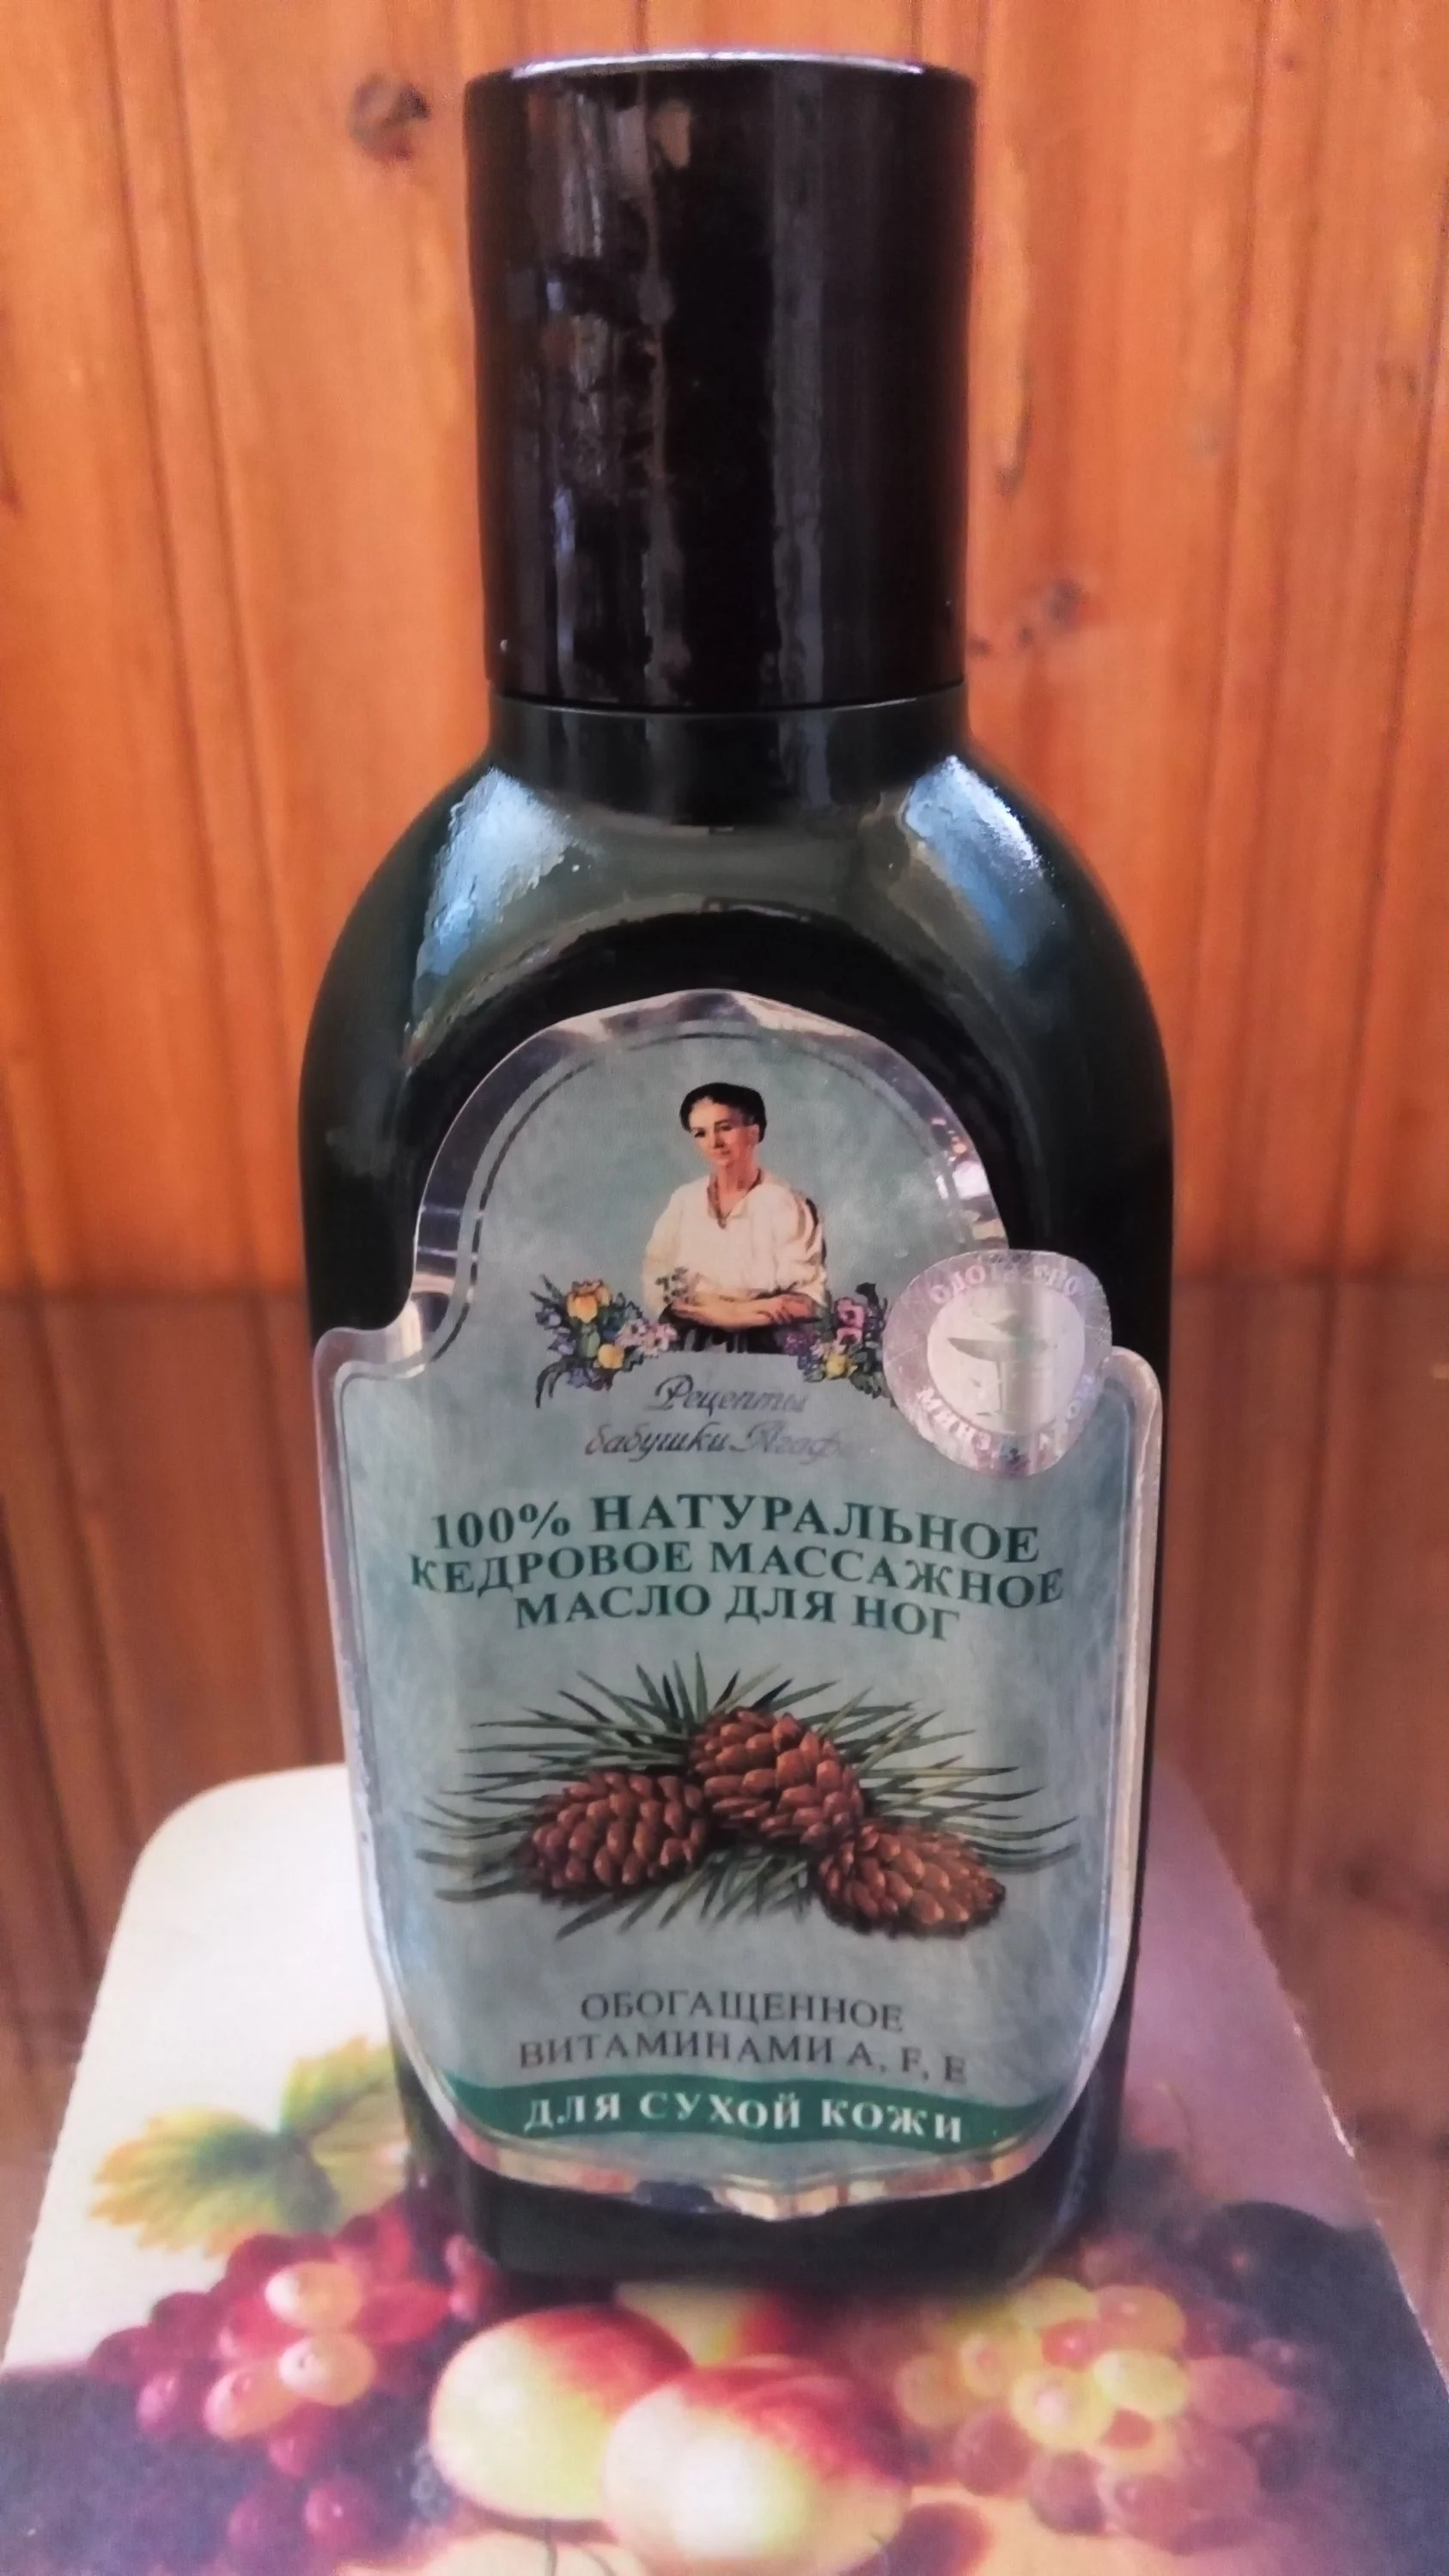 Рецепты
бабушки
100% НАТУРАЛЬНОЕ
КЕДРОВОЕ МАССАЖНОЕ
МАСЛО ДЛЯ НОГ
ОБОГАЩЕННОЕ
ВИТАМИНАМИ A, F, E
ДЛЯ СУХОЙ КОЖИ